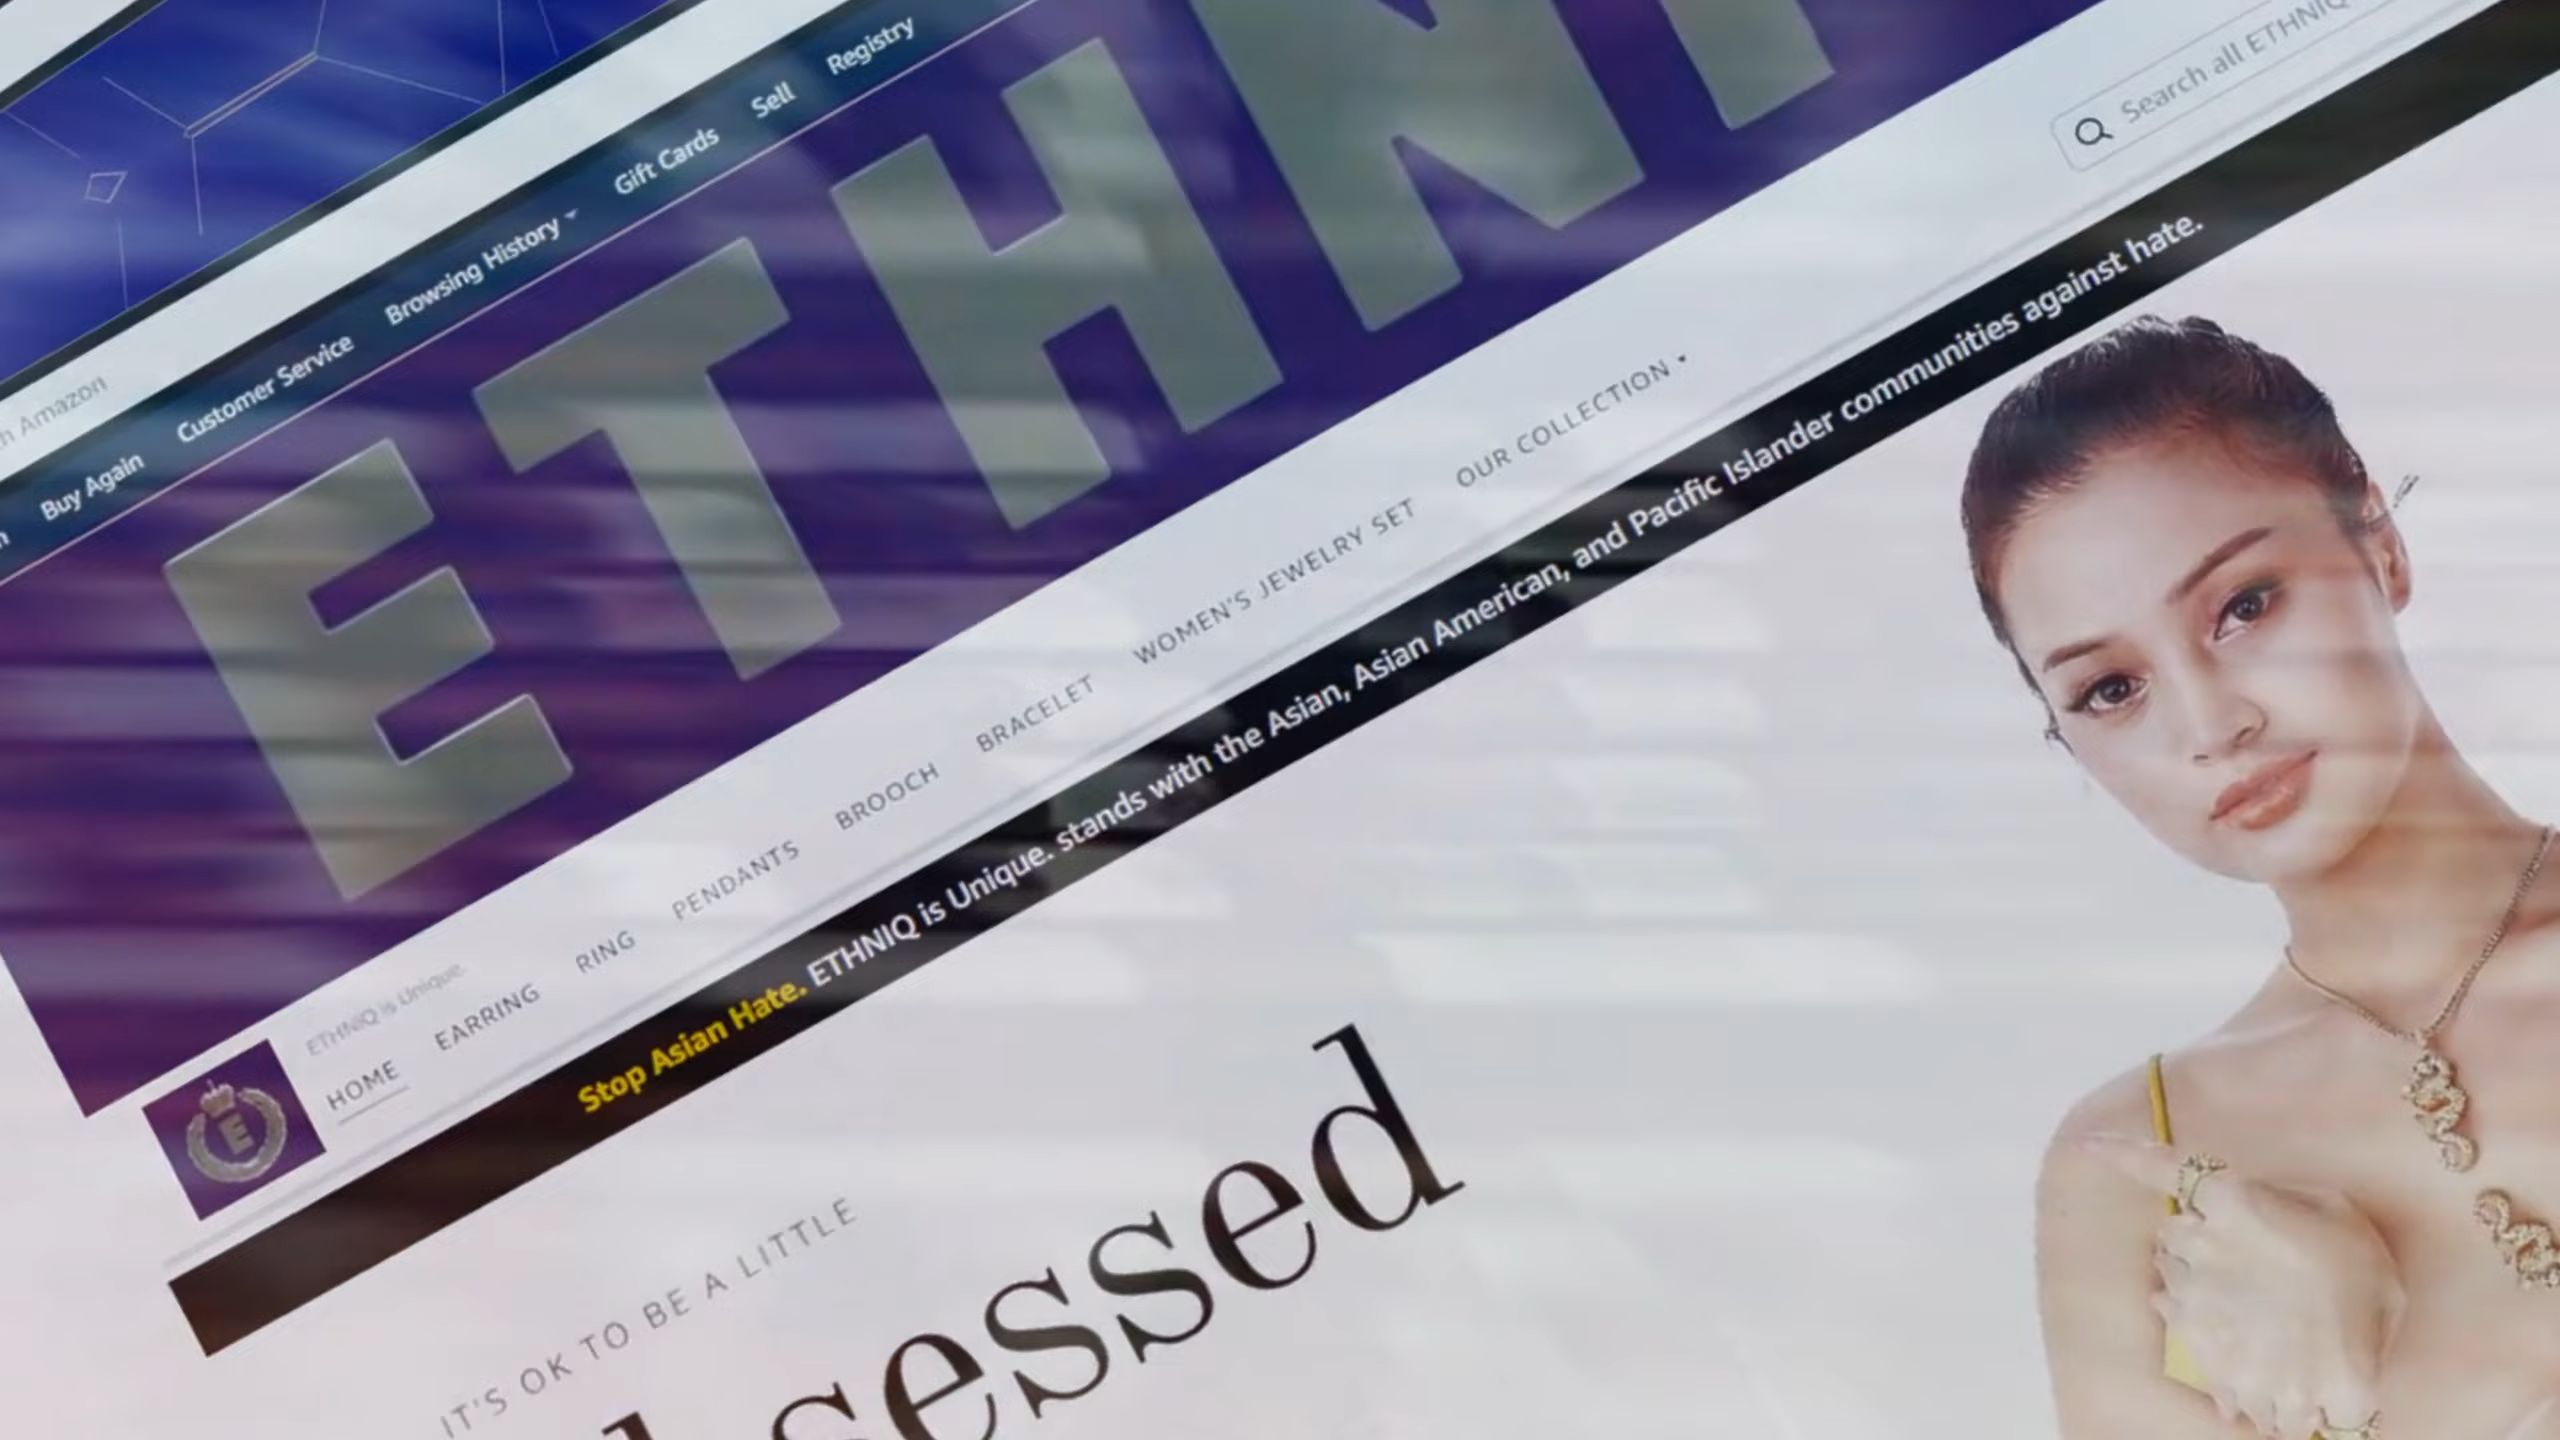 h Amazon
Buy Again Customer Service Browsing History Gift Cards Sell Registry
ETHN
ETHNIQ is Unique.
HOME EARRING RING PENDANTS BROOCH BRACELET WOMEN'S JEWELRY SET OUR COLLECTION
Search all ETHNIQ
E
Stop Asian Hate. ETHNIQ is Unique. stands with the Asian, Asian American, and Pacific Islander communities against hate.
IT'S OK TO BE A LITTLE
sessed